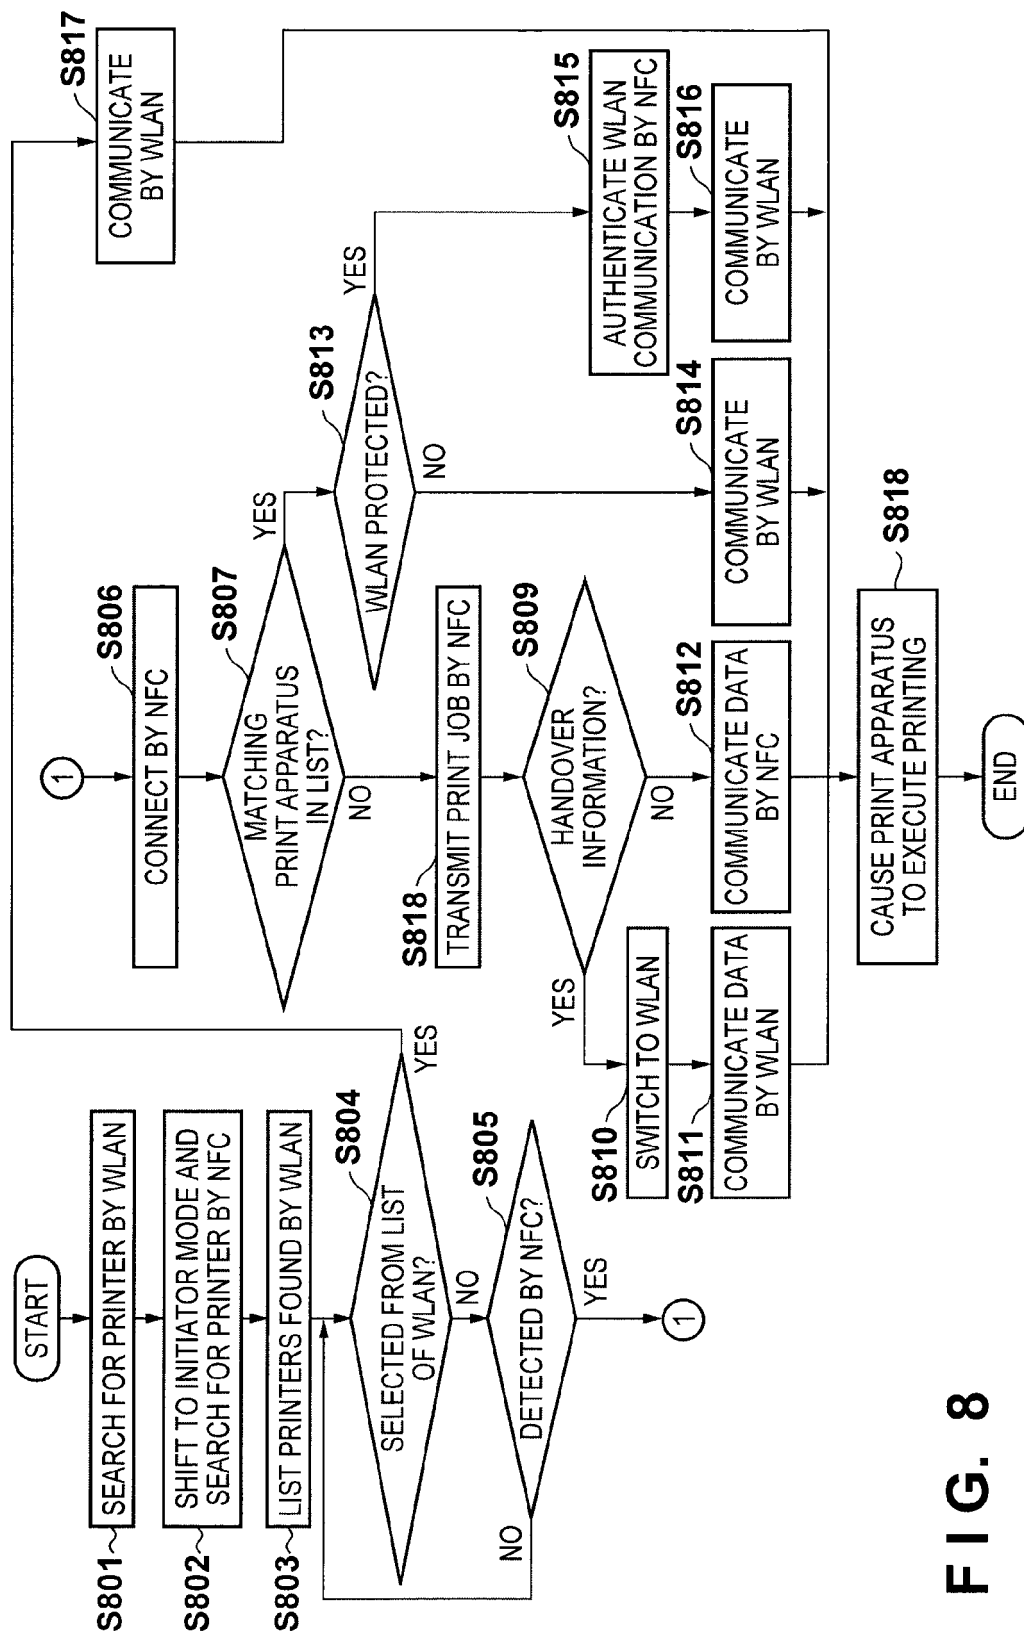 START
S801
SEARCH FOR PRINTER BY WLAN
S802
SHIFT TO INITIATOR MODE AND
SEARCH FOR PRINTER BY NFC
S803
LIST PRINTERS FOUND BY WLAN
S804
SELECTED FROM LIST
OF WLAN?
YES
NO
S805
DETECTED BY NFC?
NO
YES
1
1
S806
CONNECT BY NFC
S807
MATCHING
PRINT APPARATUS
IN LIST?
YES
NO
S818
TRANSMIT PRINT JOB BY NFC
S809
HANDOVER
INFORMATION?
YES
NO
S810
SWITCH TO WLAN
S811
COMMUNICATE DATA
BY WLAN
S812
COMMUNICATE DATA
BY NFC
S813
WLAN PROTECTED?
YES
NO
S814
COMMUNICATE
BY WLAN
S815
AUTHENTICATE WLAN
COMMUNICATION BY NFC
S816
COMMUNICATE
BY WLAN
S817
COMMUNICATE
BY WLAN
S818
CAUSE PRINT APPARATUS
TO EXECUTE PRINTING
END
FIG. 8